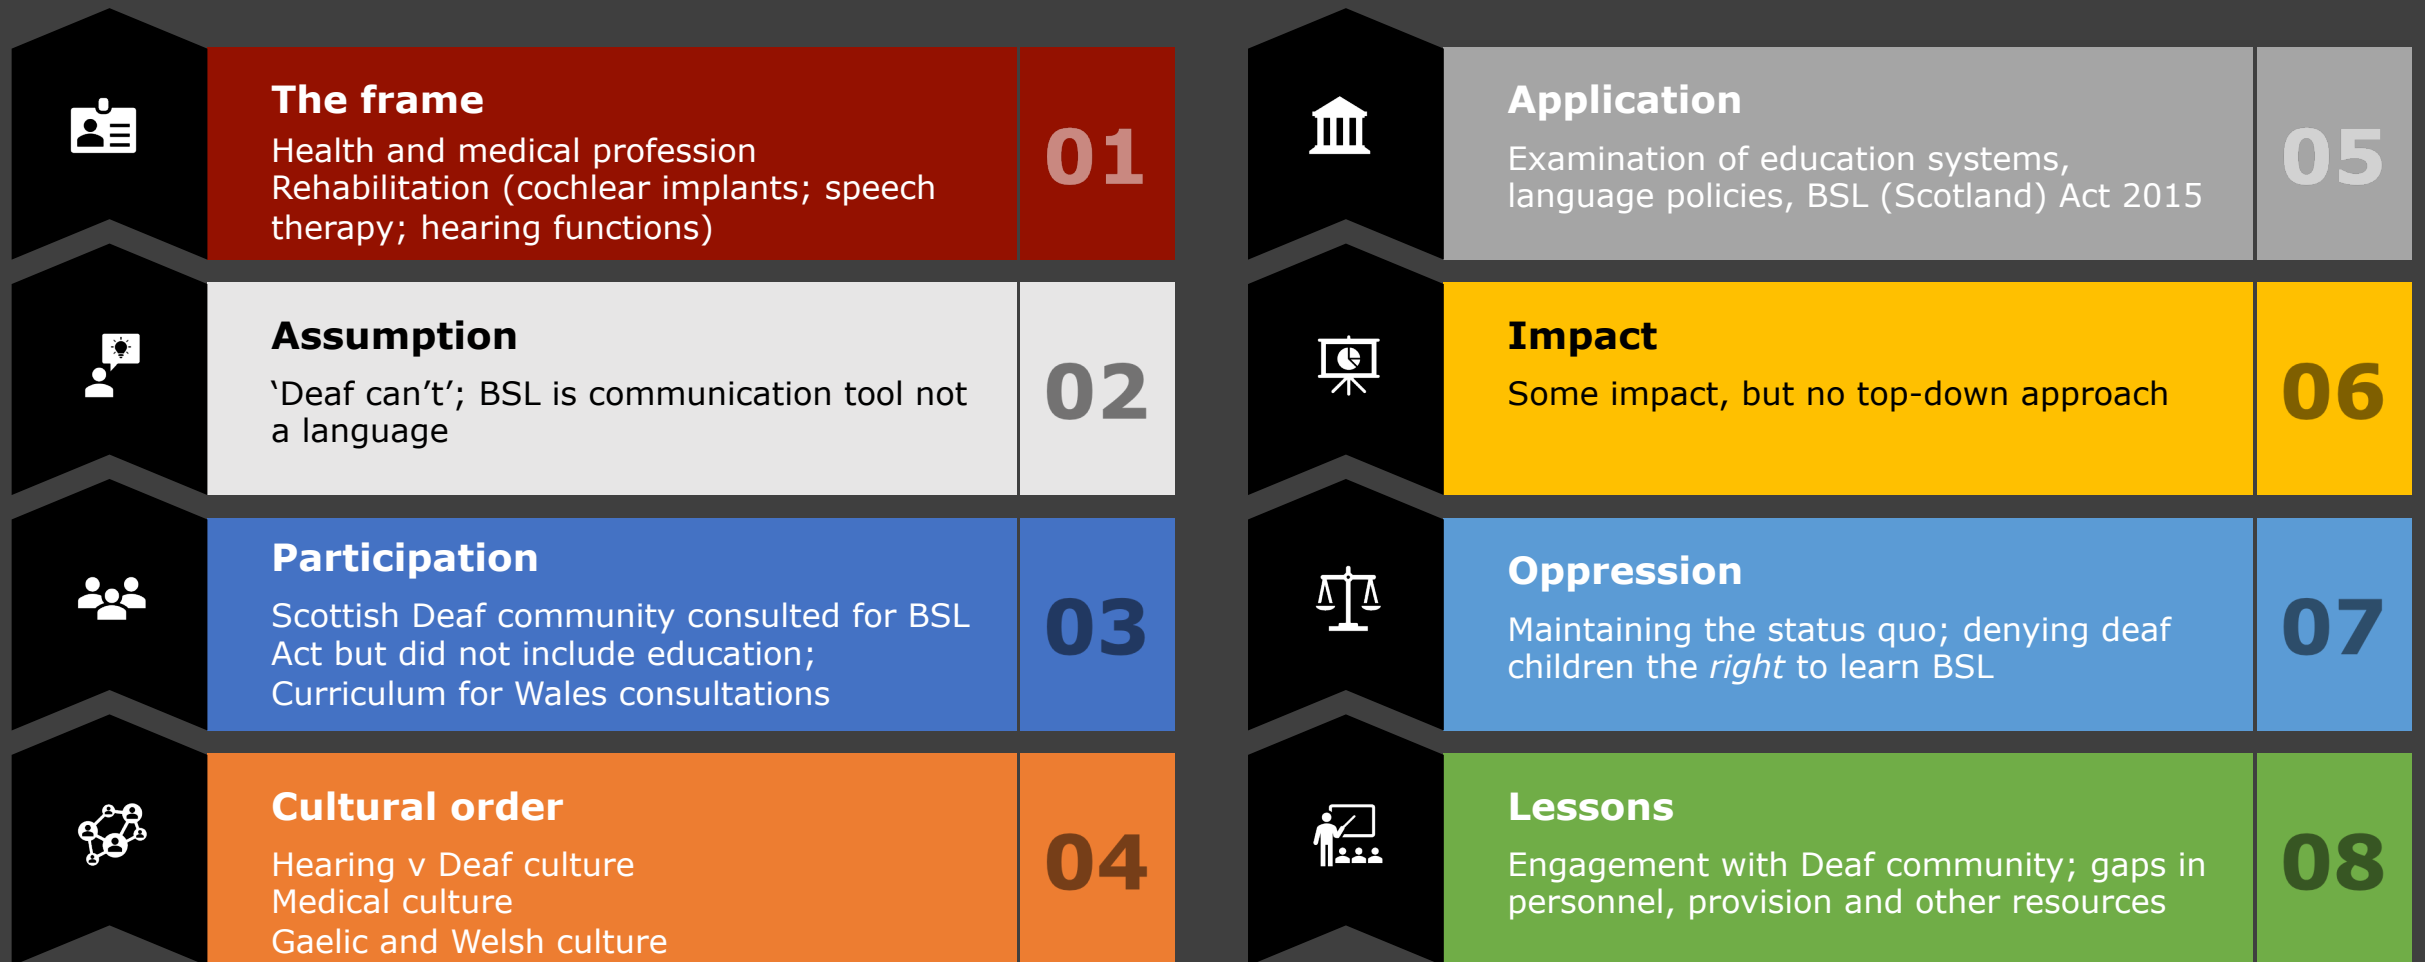 The frame
Health and medical profession
Rehabilitation (cochlear implants; speech
therapy; hearing functions)
01
Assumption
‘Deaf can’t’; BSL is communication tool not
a language
02
Participation
Scottish Deaf community consulted for BSL
Act but did not include education;
Curriculum for Wales consultations
03
Cultural order
Hearing v Deaf culture
Medical culture
Gaelic and Welsh culture
04
Application
Examination of education systems,
language policies, BSL (Scotland) Act 2015
05
Impact
Some impact, but no top-down approach
06
Oppression
Maintaining the status quo; denying deaf
children the right to learn BSL
07
Lessons
Engagement with Deaf community; gaps in
personnel, provision and other resources
08